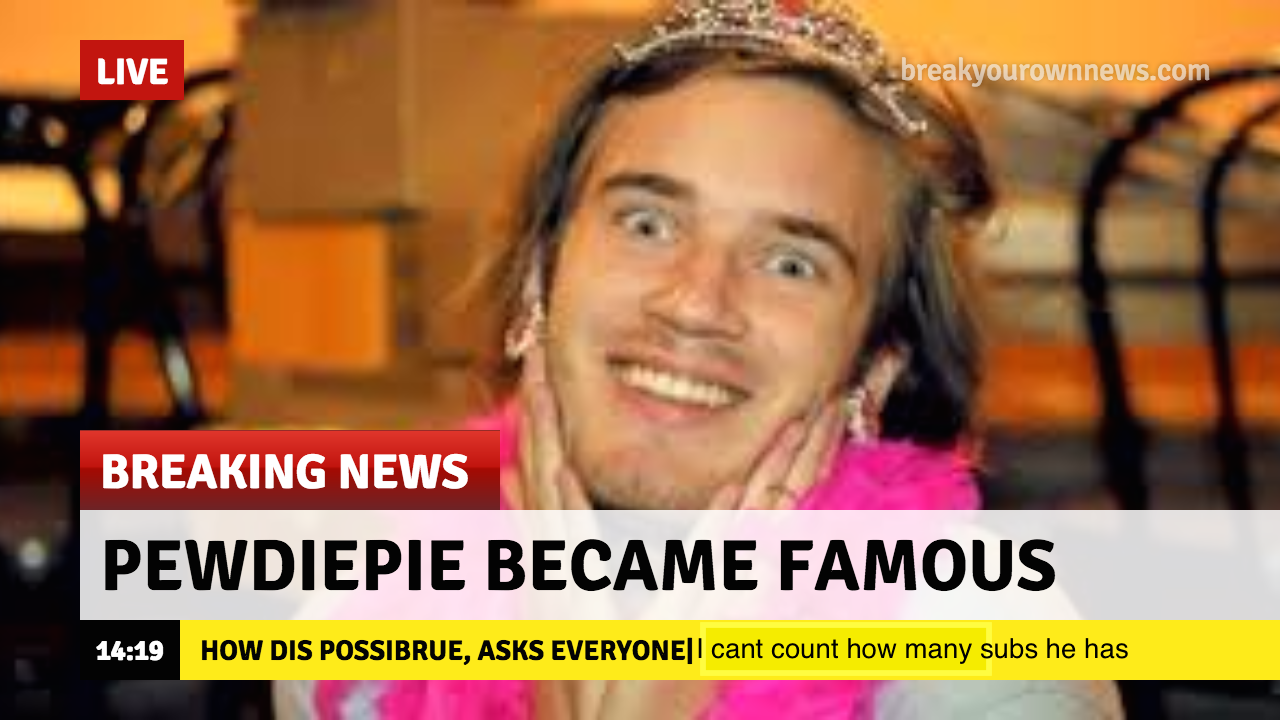 LIVE
breakyourownnews.com
BREAKING NEWS
PEWDIEPIE BECAME FAMOUS
14:19
HOW DIS POSSIBRUE, ASKS EVERYONE| I cant count how many subs he has